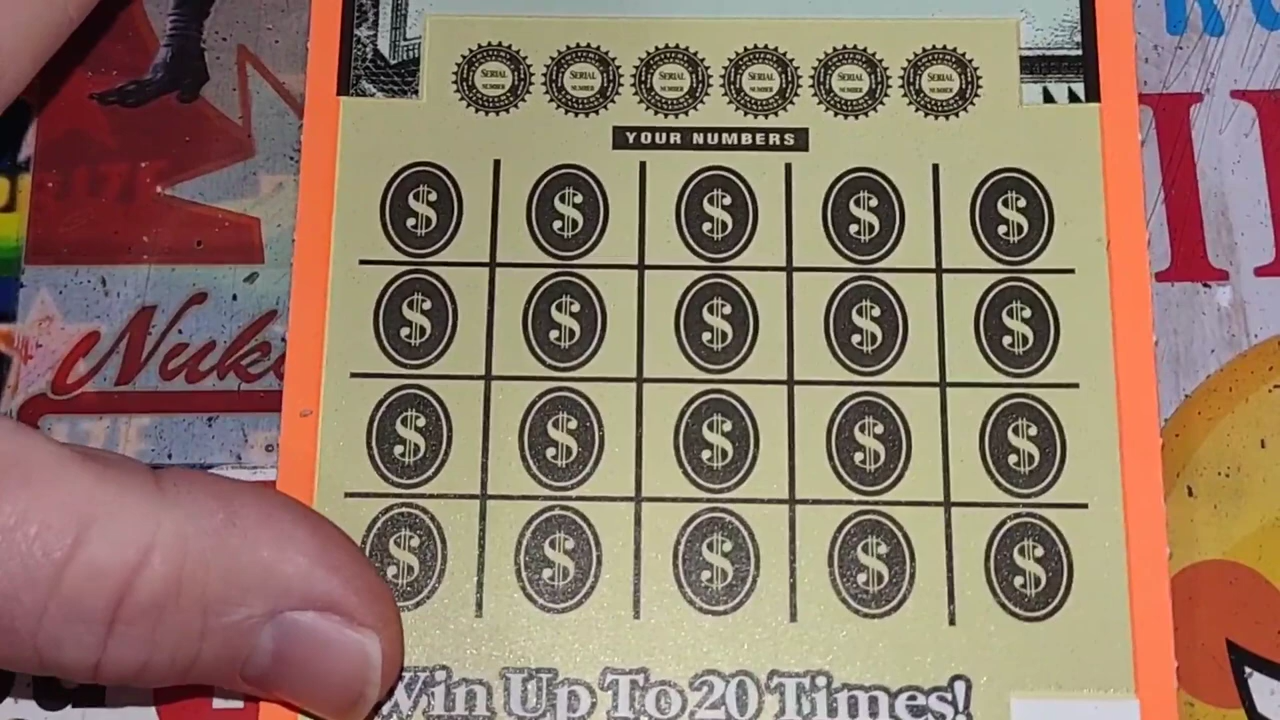 SERIAL NUMBER SERIAL NUMBER SERIAL NUMBER SERIAL NUMBER SERIAL NUMBER SERIAL NUMBER
YOUR NUMBERS
$ $ $ $ $
$ $ $ $ $
$ $ $ $ $
$ $ $ $ $
Nuk
Win Up To 20 Times!